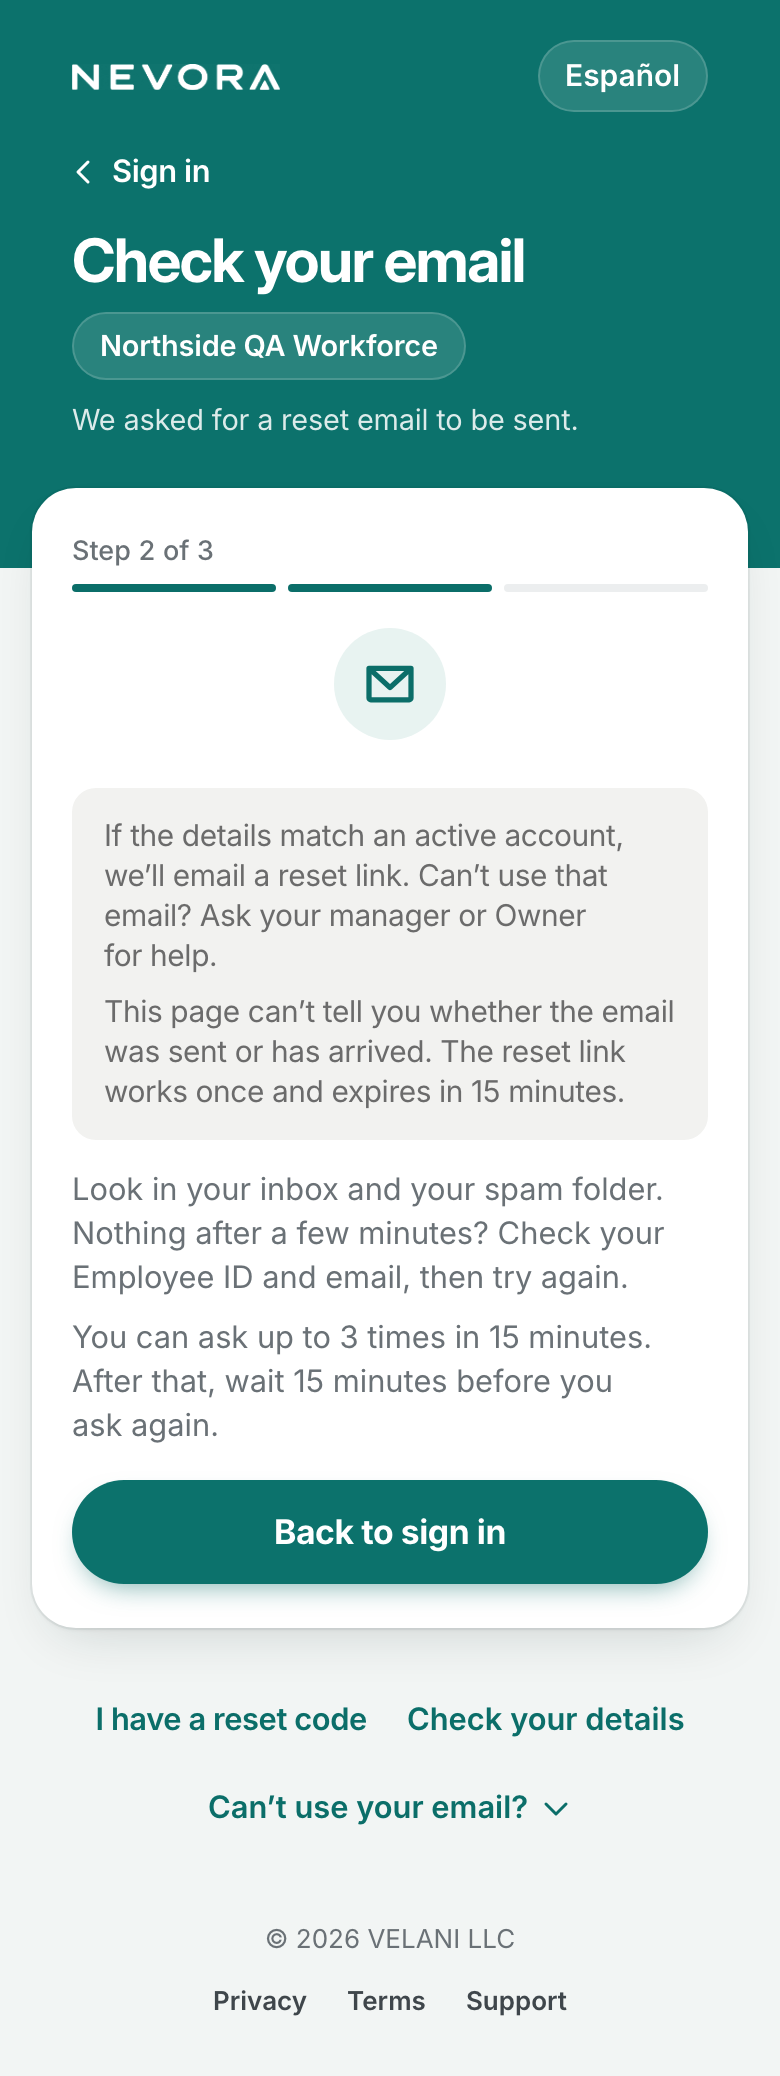 NEVORA
Español
Sign in
Check your email
Northside QA Workforce
We asked for a reset email to be sent.
Step 2 of 3
If the details match an active account,
we’ll email a reset link. Can’t use that
email? Ask your manager or Owner
for help.
This page can’t tell you whether the email
was sent or has arrived. The reset link
works once and expires in 15 minutes.
Look in your inbox and your spam folder.
Nothing after a few minutes? Check your
Employee ID and email, then try again.
You can ask up to 3 times in 15 minutes.
After that, wait 15 minutes before you
ask again.
Back to sign in
I have a reset code
Check your details
Can’t use your email?
© 2026 VELANI LLC
Privacy
Terms
Support